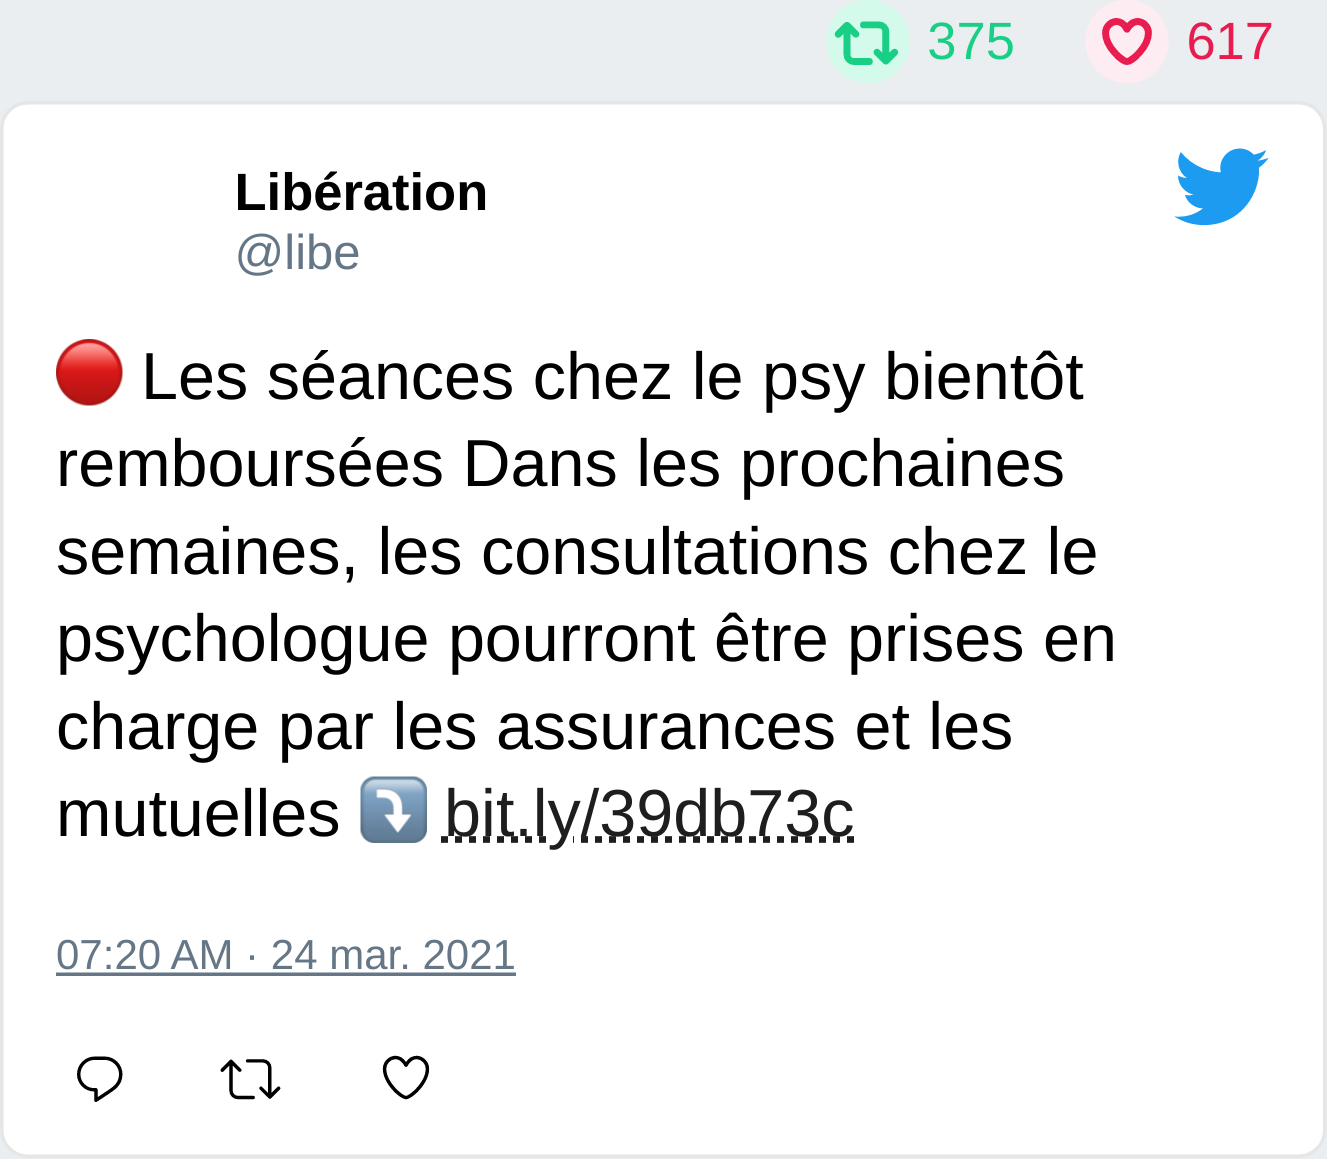 375 617
Libération
@libe
🔴 Les séances chez le psy bientôt
remboursées Dans les prochaines
semaines, les consultations chez le
psychologue pourront être prises en
charge par les assurances et les
mutuelles ⤵️ bit.ly/39db73c
07:20 AM · 24 mar. 2021